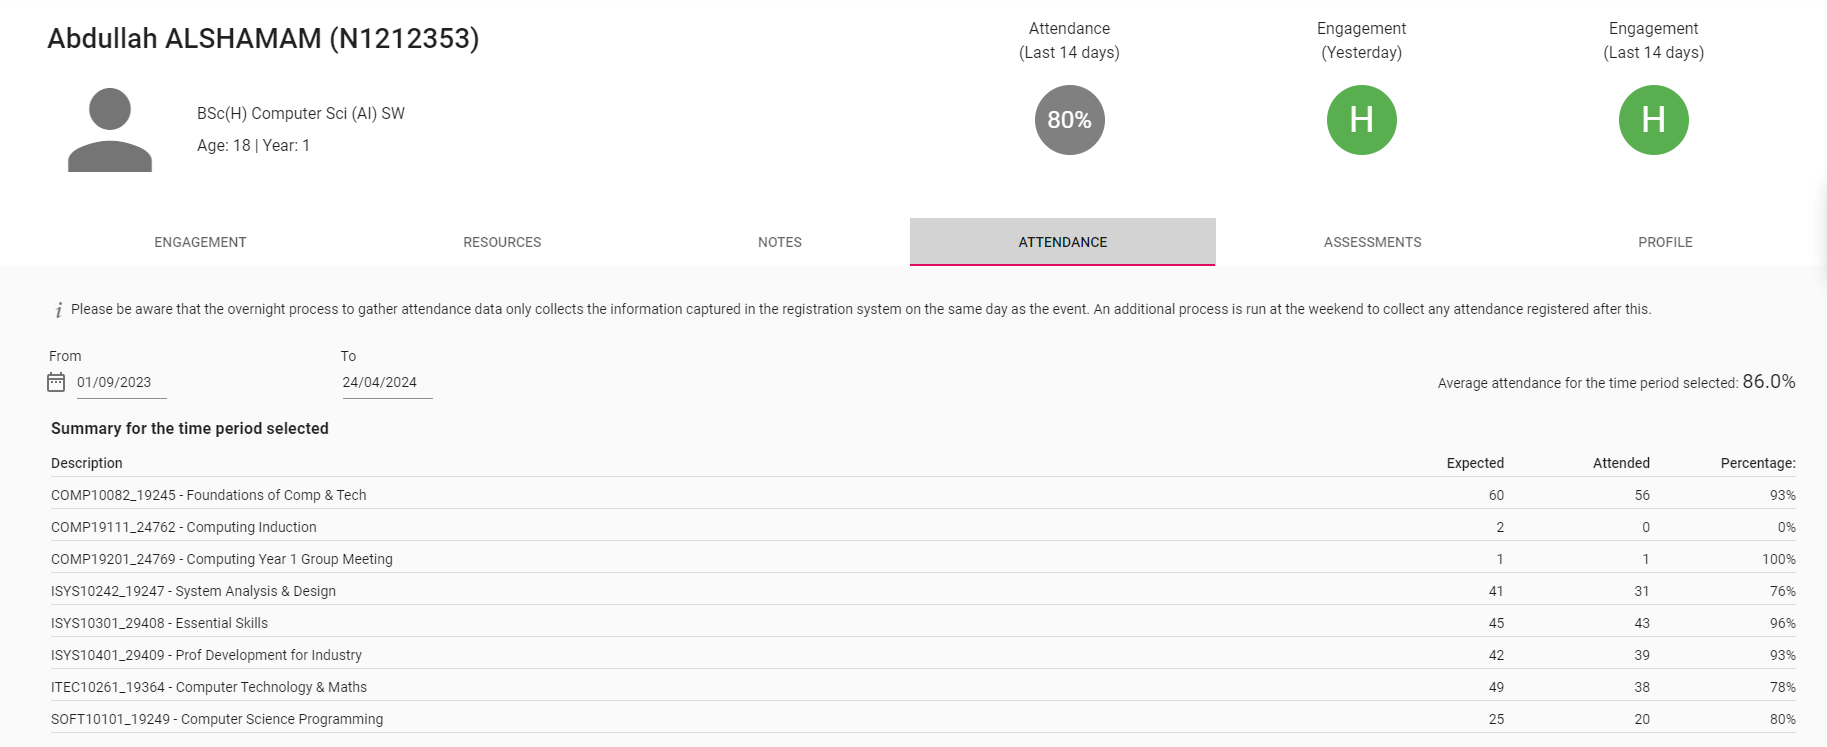 Abdullah ALSHAMAM (N1212353)
BSc(H) Computer Sci (AI) SW
Age: 18 | Year: 1
Attendance
(Last 14 days)
80%
Engagement
(Yesterday)
H
Engagement
(Last 14 days)
H
ENGAGEMENT RESOURCES NOTES ATTENDANCE ASSESSMENTS PROFILE
i Please be aware that the overnight process to gather attendance data only collects the information captured in the registration system on the same day as the event. An additional process is run at the weekend to collect any attendance registered after this.
From To
01/09/2023 24/04/2024
Average attendance for the time period selected: 86.0%
Summary for the time period selected
Description Expected Attended Percentage:
COMP10082_19245 - Foundations of Comp & Tech 60 56 93%
COMP19111_24762 - Computing Induction 2 0 0%
COMP19201_24769 - Computing Year 1 Group Meeting 1 1 100%
ISYS10242_19247 - System Analysis & Design 41 31 76%
ISYS10301_29408 - Essential Skills 45 43 96%
ISYS10401_29409 - Prof Development for Industry 42 39 93%
ITEC10261_19364 - Computer Technology & Maths 49 38 78%
SOFT10101_19249 - Computer Science Programming 25 20 80%